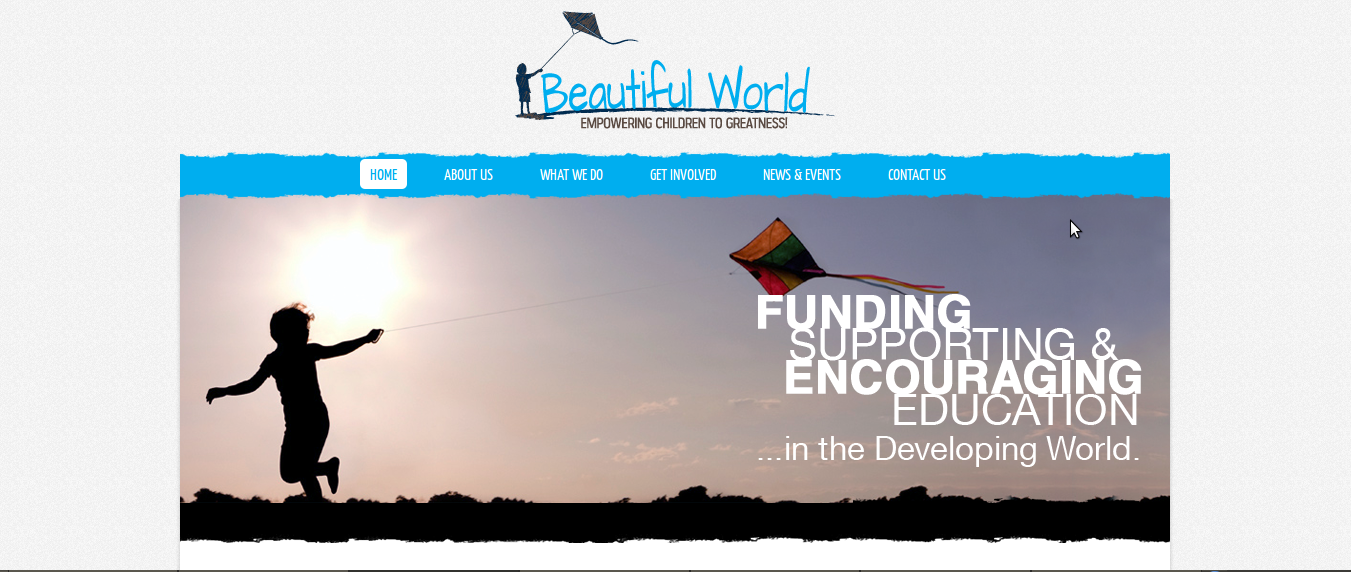 Beautiful World
EMPOWERING CHILDREN TO GREATNESS!
HOME
ABOUT US
WHAT WE DO
GET INVOLVED
NEWS & EVENTS
CONTACT US
FUNDING
SUPPORTING &
ENCOURAGING
EDUCATION
...in the Developing World.